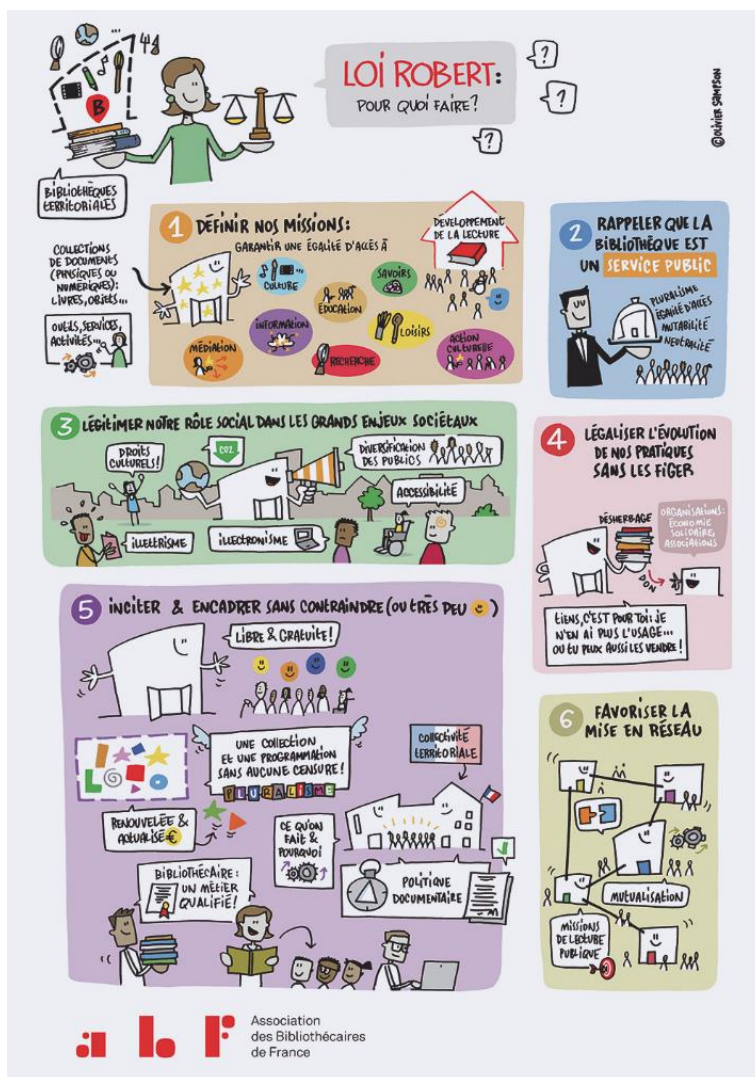 LOI ROBERT:
POUR QUOI FAIRE?
?
?
?
©OLIVIER SAMPSON
B
BIBLIOTHÈQUES
TERRITORIALES
COLLECTIONS
DE DOCUMENTS
(PHYSIQUES OU
NUMÉRIQUES):
LIVRES, OBJETS...
OUTILS, SERVICES,
ACTIVITÉS...
1 DÉFINIR NOS MISSIONS:
GARANTIR UNE ÉGALITÉ D'ACCÈS À
DÉVELOPPEMENT
DE LA LECTURE
CULTURE
SAVOIRS
ÉDUCATION
INFORMATION
LOISIRS
MÉDIATION
RECHERCHE
ACTION
CULTURELLE
2 RAPPELER QUE LA
BIBLIOTHÈQUE EST
UN SERVICE PUBLIC
PLURALISME
ÉGALITÉ D'ACCÈS
MUTABILITÉ
NEUTRALITÉ
3 LÉGITIMER NOTRE RÔLE SOCIAL DANS LES GRANDS ENJEUX SOCIÉTAUX
DROITS
CULTURELS!
CO2
DIVERSIFICATION
DES PUBLICS
ACCESSIBILITÉ
ILLETTRISME
ILLECTRONISME
4 LÉGALISER L'ÉVOLUTION
DE NOS PRATIQUES
SANS LES FIGER
DÉSHERBAGE
ORGANISATIONS:
ÉCONOMIE
SOLIDAIRE,
ASSOCIATIONS
DON
TIENS, C'EST POUR TOI: JE
N'EN AI PLUS L'USAGE...
OU TU PEUX AUSSI LES VENDRE!
5 INCITER & ENCADRER SANS CONTRAINDRE (OU TRÈS PEU )
LIBRE & GRATUITE!
UNE COLLECTION
ET UNE PROGRAMMATION
SANS AUCUNE CENSURE!
PLURALISME
COLLECTIVITÉ
TERRITORIALE
RENOUVELÉE &
ACTUALISÉ €
CE QU'ON
FAIT &
POURQUOI
POLITIQUE
DOCUMENTAIRE
BIBLIOTHÉCAIRE:
UN MÉTIER
QUALIFIÉ!
6 FAVORISER LA
MISE EN RÉSEAU
MUTUALISATION
MISSIONS
DE LECTURE
PUBLIQUE
abf
Association
des Bibliothécaires
de France